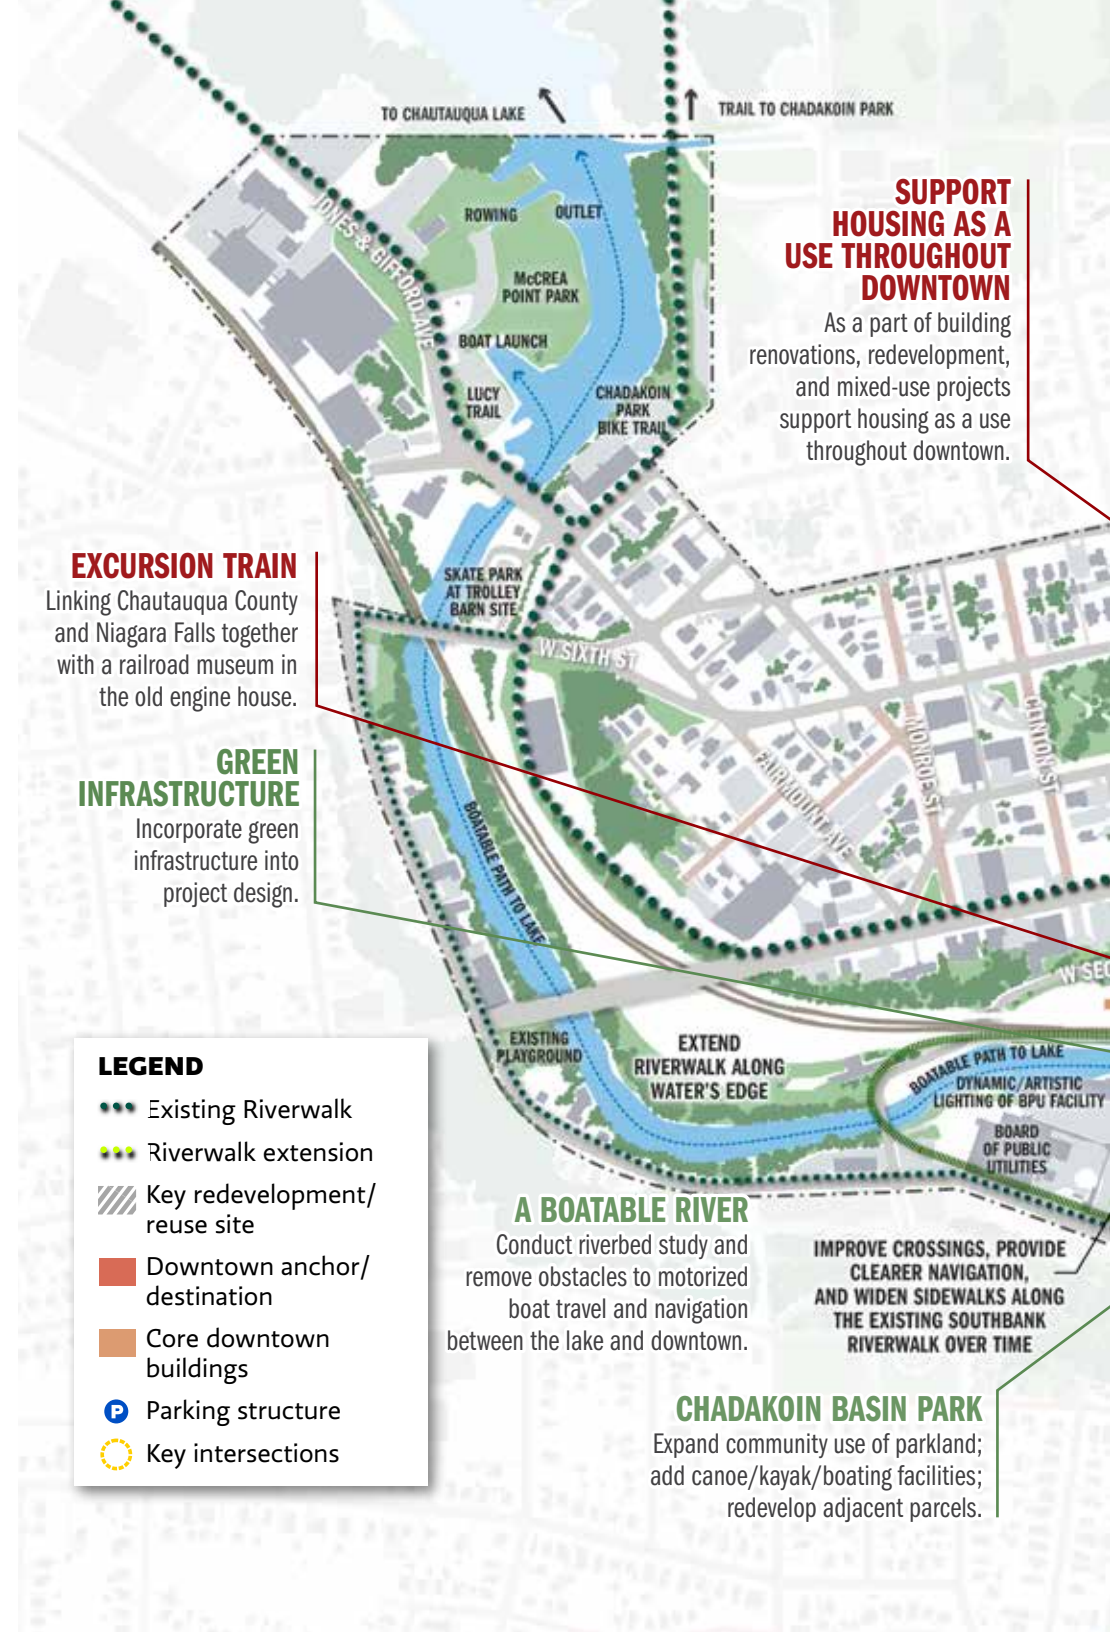 TO CHAUTAUQUA LAKE
TRAIL TO CHADAKOIN PARK
SUPPORT
HOUSING AS A
USE THROUGHOUT
DOWNTOWN
As a part of building
renovations, redevelopment,
and mixed-use projects
support housing as a use
throughout downtown.
ROWING
OUTLET
JONES & GIFFORD AVE
McCREA
POINT PARK
BOAT LAUNCH
LUCY
TRAIL
CHADAKOIN
PARK
BIKE TRAIL
EXCURSION TRAIN
Linking Chautauqua County
and Niagara Falls together
with a railroad museum in
the old engine house.
SKATE PARK
AT TROLLEY
BARN SITE
W SIXTH ST
CLINTON ST
MONROE ST
FAIRMOUNT AVE
GREEN
INFRASTRUCTURE
Incorporate green
infrastructure into
project design.
BOATABLE PATH TO LAKE
W SEC
EXISTING
PLAYGROUND
EXTEND
RIVERWALK ALONG
WATER'S EDGE
BOATABLE PATH TO LAKE
DYNAMIC/ARTISTIC
LIGHTING OF BPU FACILITY
BOARD
OF PUBLIC
UTILITIES
LEGEND
Existing Riverwalk
Riverwalk extension
Key redevelopment/
reuse site
Downtown anchor/
destination
Core downtown
buildings
P Parking structure
Key intersections
A BOATABLE RIVER
Conduct riverbed study and
remove obstacles to motorized
boat travel and navigation
between the lake and downtown.
IMPROVE CROSSINGS, PROVIDE
CLEARER NAVIGATION,
AND WIDEN SIDEWALKS ALONG
THE EXISTING SOUTHBANK
RIVERWALK OVER TIME
CHADAKOIN BASIN PARK
Expand community use of parkland;
add canoe/kayak/boating facilities;
redevelop adjacent parcels.